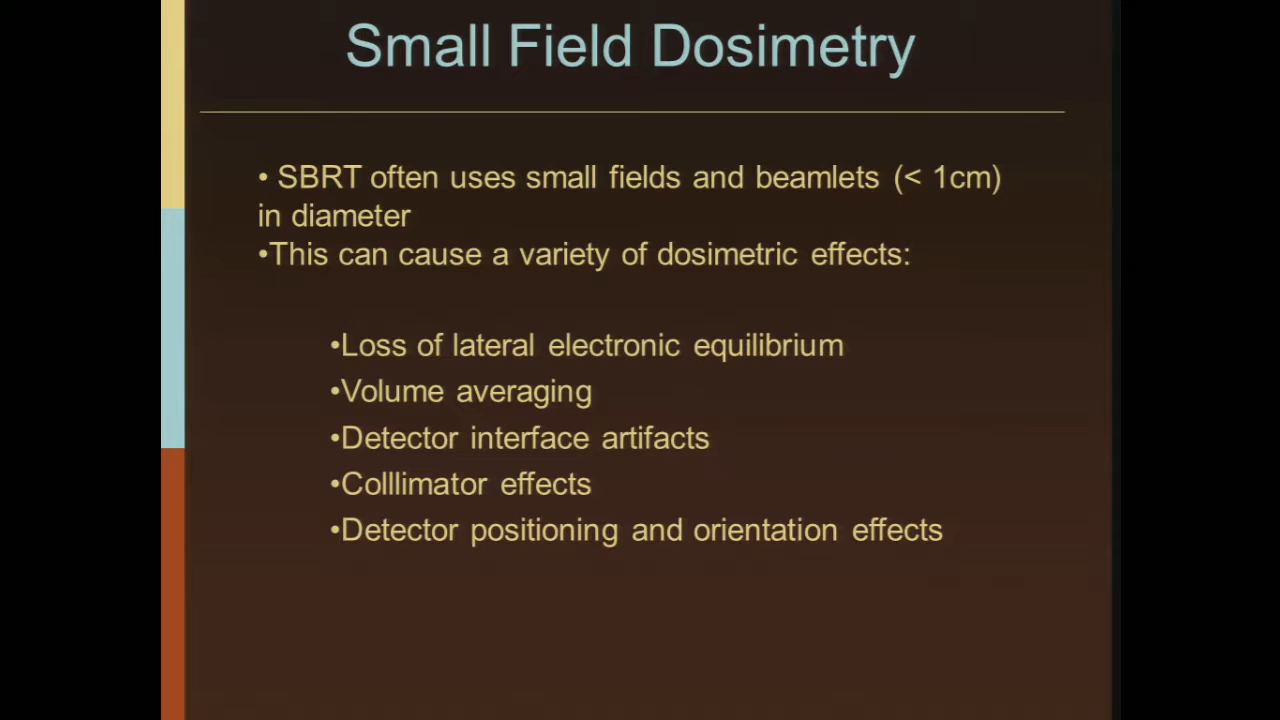 Small Field Dosimetry
• SBRT often uses small fields and beamlets (< 1cm)
in diameter
•This can cause a variety of dosimetric effects:
•Loss of lateral electronic equilibrium
•Volume averaging
•Detector interface artifacts
•Colllimator effects
•Detector positioning and orientation effects